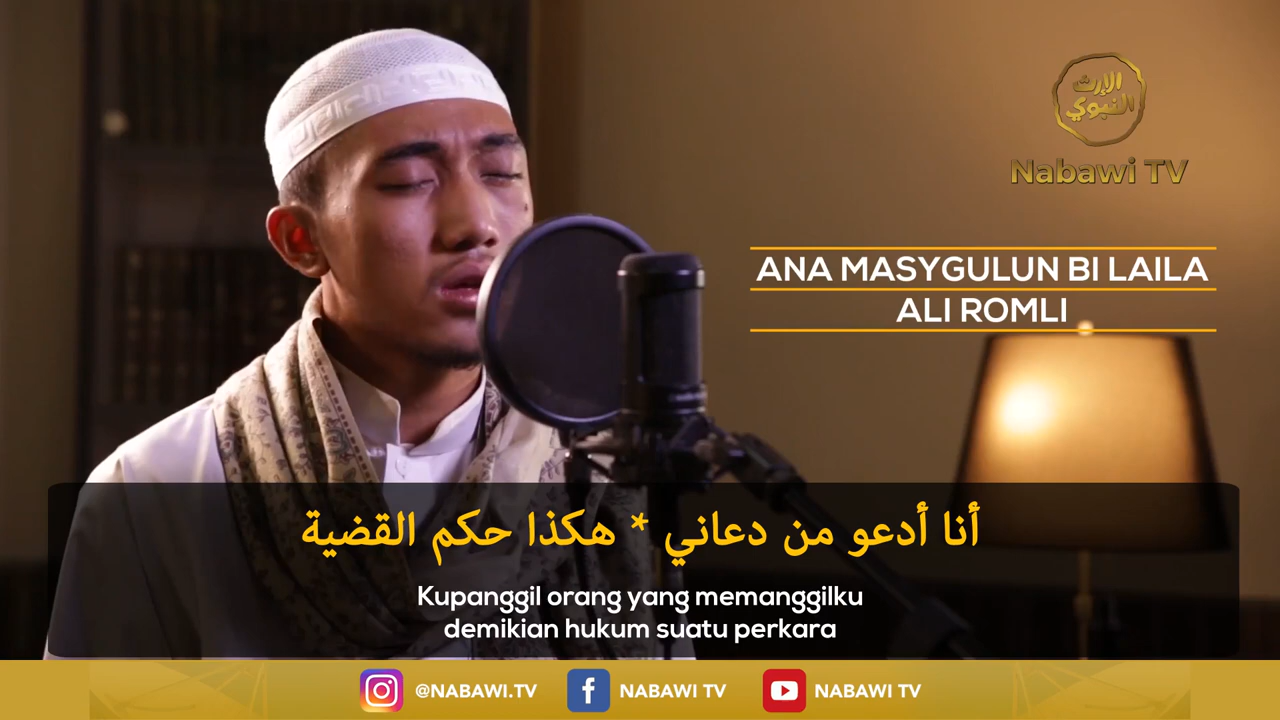 الإرث
النبوي
Nabawi TV
ANA MASYGULUN BI LAILA
ALI ROMLI
أنا أدعو من دعاني * هكذا حكم القضية
Kupanggil orang yang memanggilku
demikian hukum suatu perkara
@NABAWI.TV NABAWI TV NABAWI TV